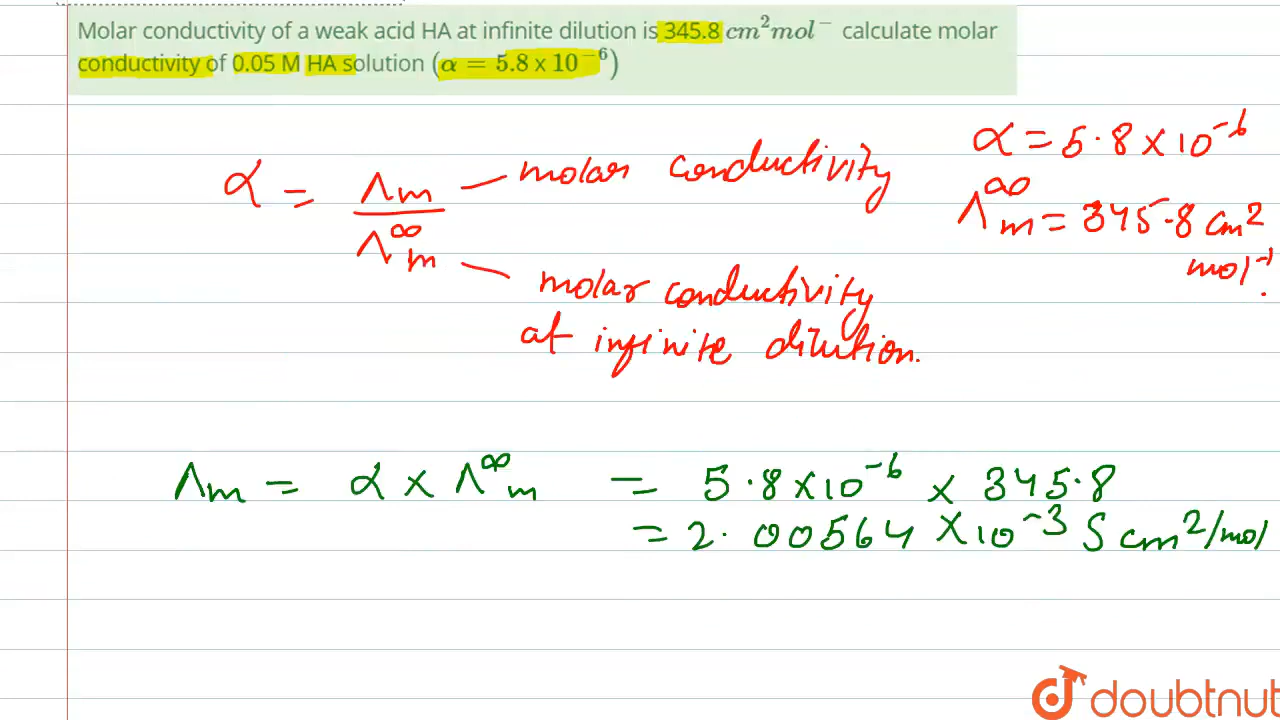 Molar conductivity of a weak acid HA at infinite dilution is 345.8 cm²mol⁻ calculate molar
conductivity of 0.05 M HA solution (α = 5.8 x 10⁻⁶)
α = 5.8 × 10⁻⁶
α = Λm / Λ∞m
molar conductivity
Λ∞m = 345.8 cm²
mol⁻¹.
molar conductivity
at infinite dilution.
Λm = α × Λ∞m = 5.8 × 10⁻⁶ × 345.8
= 2.00564 × 10⁻³ S cm²/mol
doubtnut